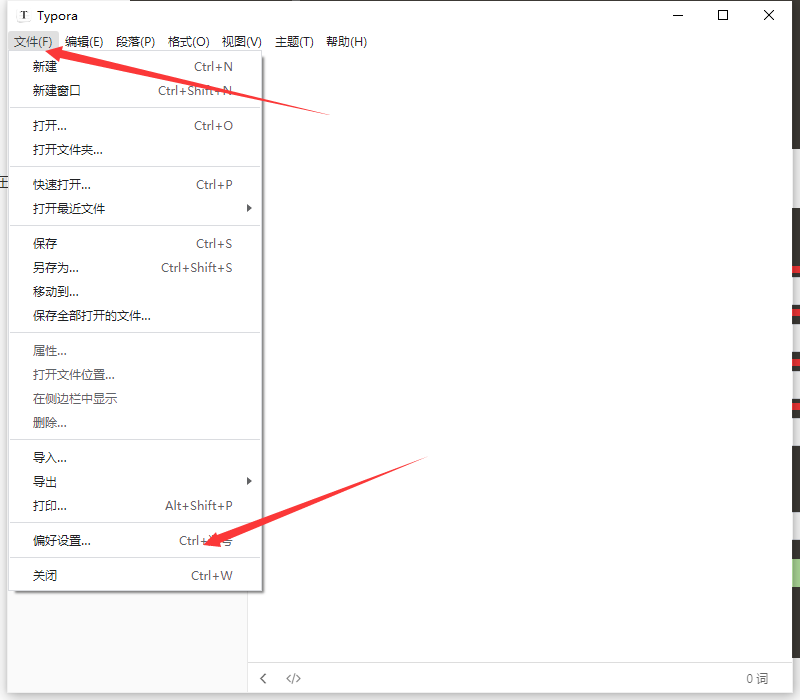 T Typora
文件(F) 编辑(E) 段落(P) 格式(O) 视图(V) 主题(T) 帮助(H)
新建 Ctrl+N
新建窗口 Ctrl+Shift+N
打开... Ctrl+O
打开文件夹...
快速打开... Ctrl+P
打开最近文件
保存 Ctrl+S
另存为... Ctrl+Shift+S
移动到...
保存全部打开的文件...
属性...
打开文件位置...
在侧边栏中显示
删除...
导入...
导出
打印... Alt+Shift+P
偏好设置... Ctrl+
关闭 Ctrl+W
</> 0 词